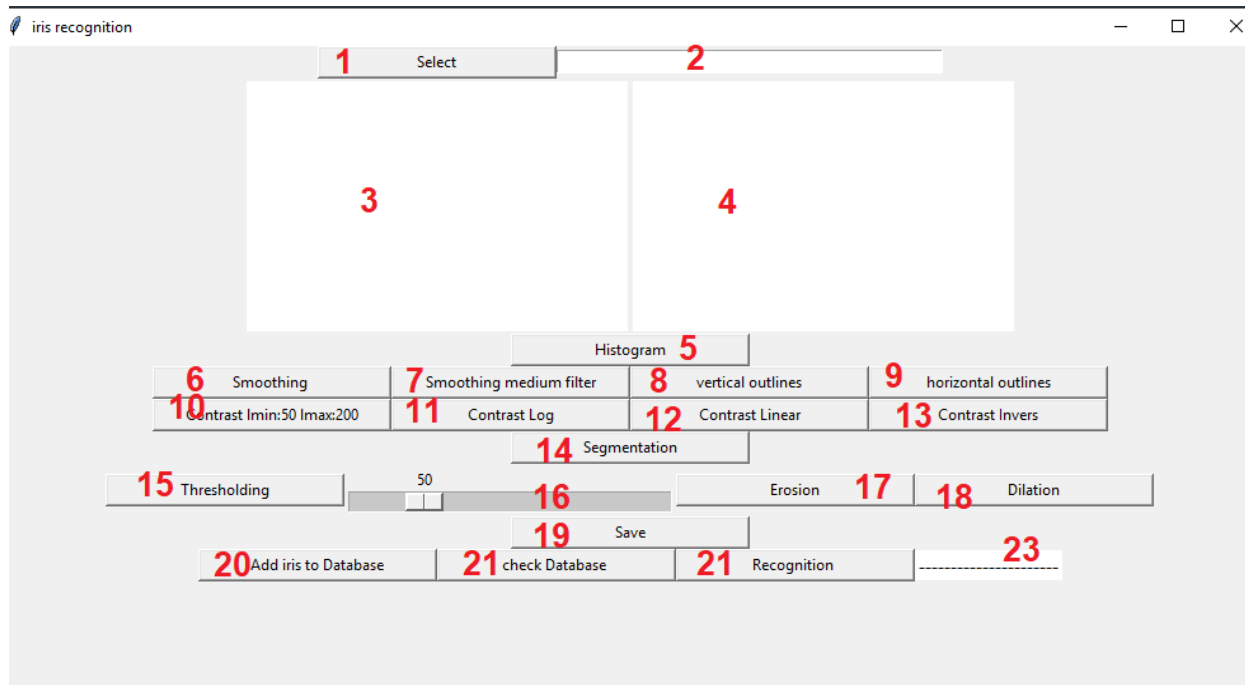 iris recognition
1 Select 2
3 4
Histogram 5
6 Smoothing 7 Smoothing medium filter 8 vertical outlines 9 horizontal outlines
10 Contrast Imin:50 Imax:200 11 Contrast Log 12 Contrast Linear 13 Contrast Invers
14 Segmentation
50
15 Thresholding 16 Erosion 17 18 Dilation
19 Save
20 Add iris to Database 21 check Database 21 Recognition 23
----------------------